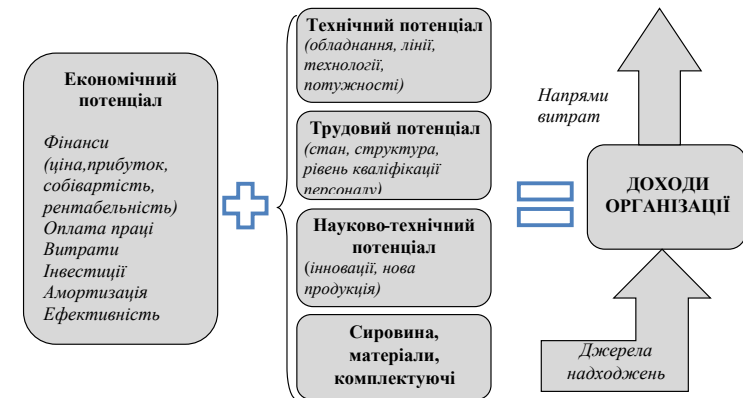 Економічний
потенціал
Фінанси
(ціна,прибуток,
собівартість,
рентабельність)
Оплата праці
Витрати
Інвестиції
Амортизація
Ефективність
Технічний потенціал
(обладнання, лінії,
технології,
потужності)
Трудовий потенціал
(стан, структура,
рівень кваліфікації
персоналу)
Науково-технічний
потенціал
(інновації, нова
продукція)
Сировина,
матеріали,
комплектуючі
Напрями
витрат
ДОХОДИ
ОРГАНІЗАЦІЇ
Джерела
надходжень